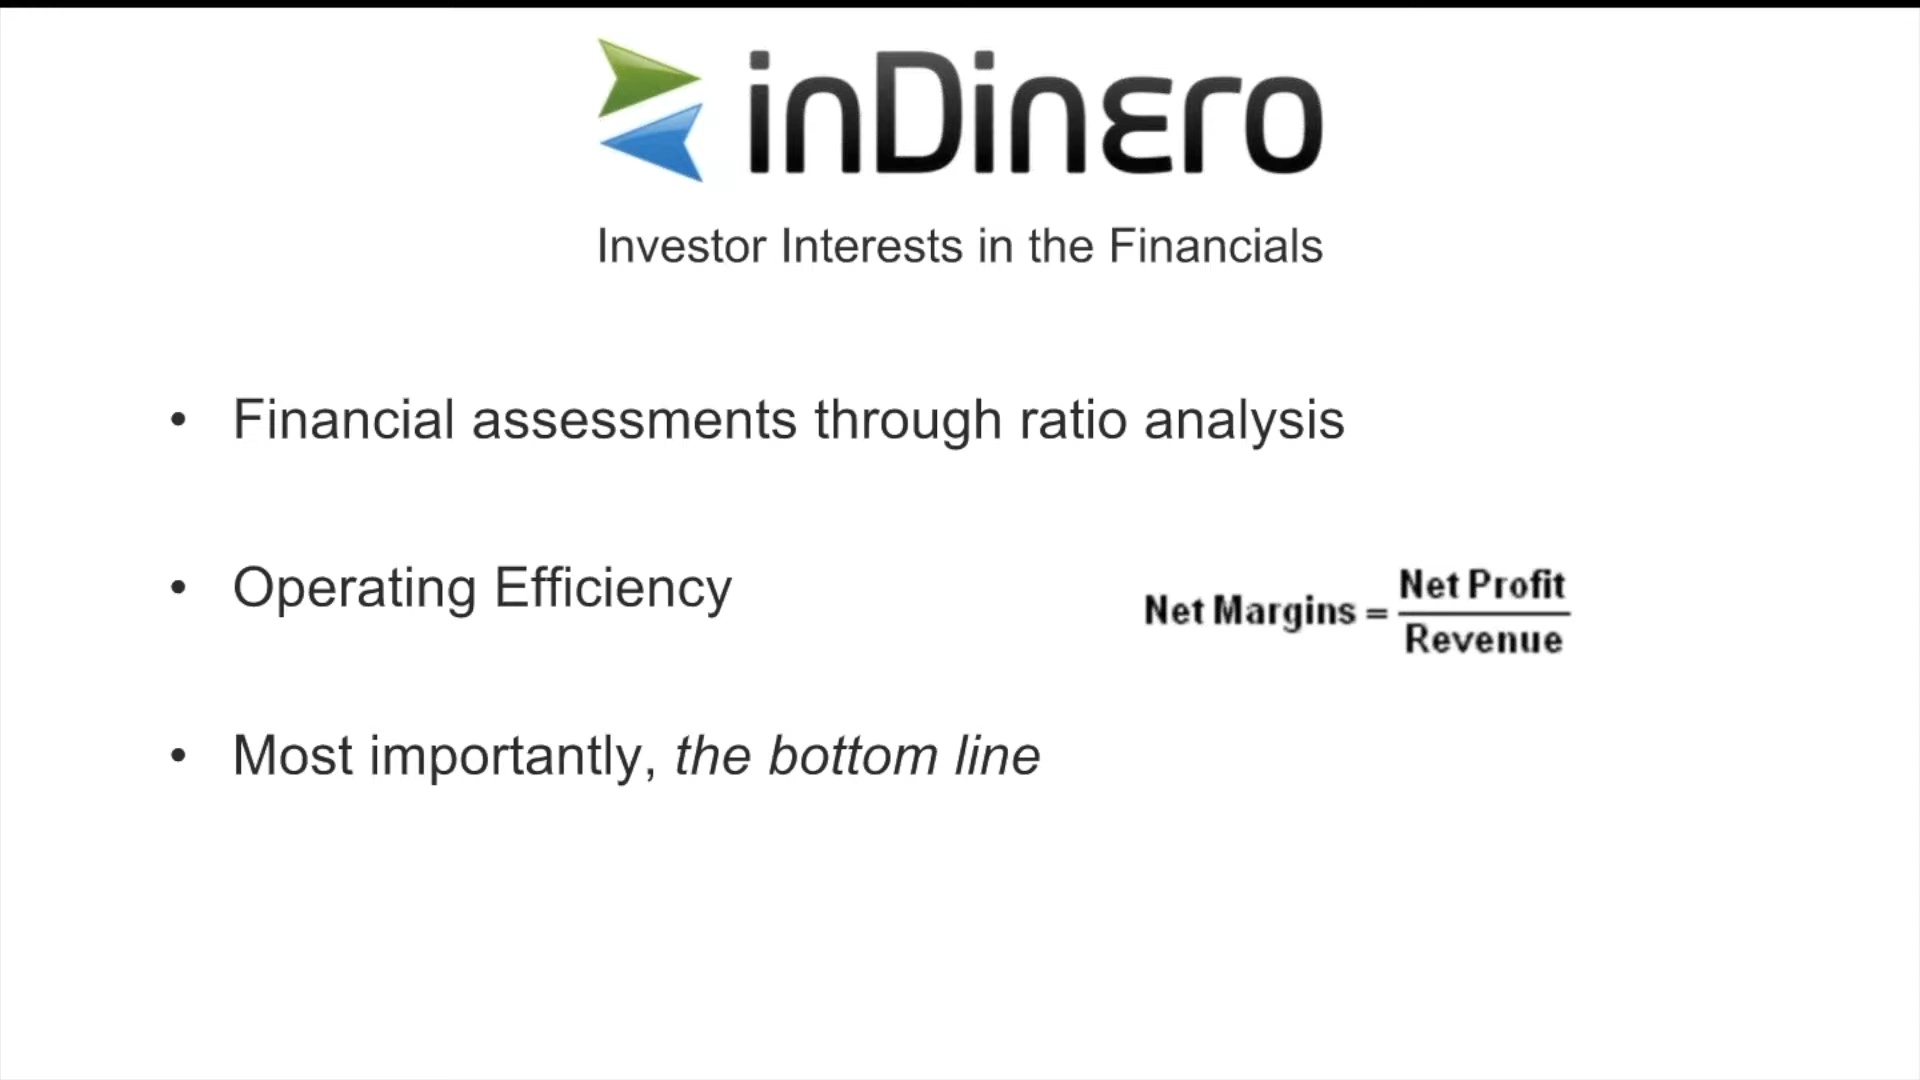 inDinero
Investor Interests in the Financials
• Financial assessments through ratio analysis
• Operating Efficiency
Net Margins = Net Profit
Revenue
• Most importantly, the bottom line